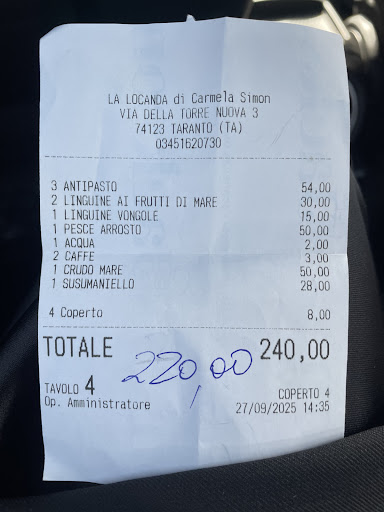 LA LOCANDA di Carmela Simon
VIA DELLA TORRE NUOVA 3
74123 TARANTO (TA)
03451620730
3 ANTIPASTO 54,00
2 LINGUINE AI FRUTTI DI MARE 30,00
1 LINGUINE VONGOLE 15,00
1 PESCE ARROSTO 50,00
1 ACQUA 2,00
2 CAFFE 3,00
1 CRUDO MARE 50,00
1 SUSUMANIELLO 28,00
4 Coperto 8,00
TOTALE 240,00
220,00
TAVOLO 4 COPERTO 4
Op. Amministratore 27/09/2025 14:35